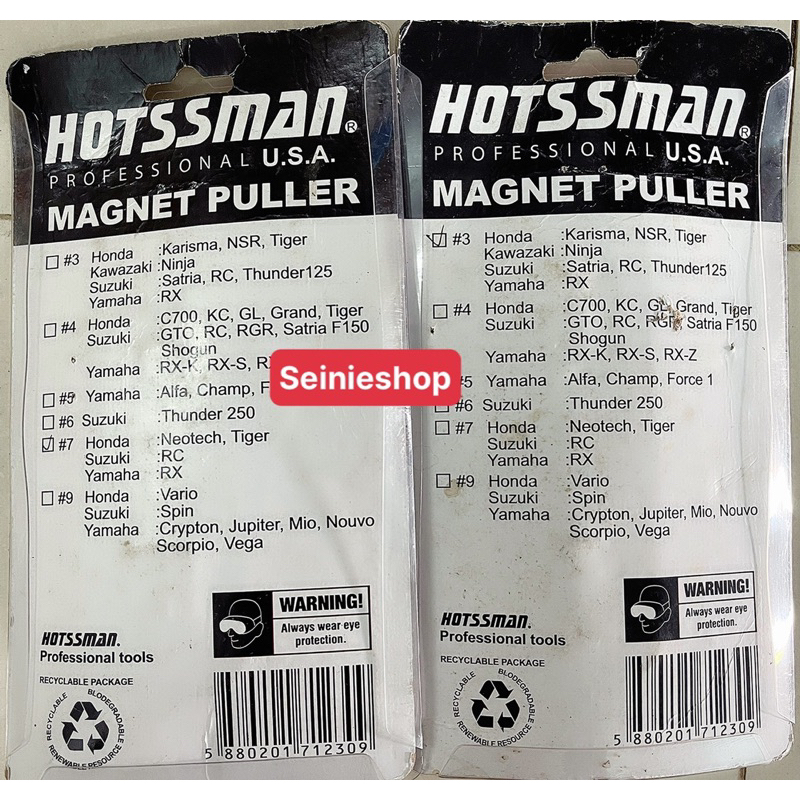 HOTSSMAN®
PROFESSIONAL U.S.A.
MAGNET PULLER
#3 Honda :Karisma, NSR, Tiger
Kawazaki :Ninja
Suzuki :Satria, RC, Thunder125
Yamaha :RX
#4 Honda :C700, KC, GL, Grand, Tiger
Suzuki :GTO, RC, RGR, Satria F150
Shogun
Yamaha :RX-K, RX-S,
#5 Yamaha :Alfa, Champ,
#6 Suzuki :Thunder 250
#7 Honda :Neotech, Tiger
Suzuki :RC
Yamaha :RX
#9 Honda :Vario
Suzuki :Spin
Yamaha :Crypton, Jupiter, Mio, Nouvo
Scorpio, Vega
WARNING!
Always wear eye
protection.
HOTSSMAN.
Professional tools
RECYCLABLE PACKAGE
RECYCLABLE BIODEGRADABLE
RENEWABLE RESOURCE
5 880201 712309
Seinieshop
HOTSSMAN®
PROFESSIONAL U.S.A.
MAGNET PULLER
#3 Honda :Karisma, NSR, Tiger
Kawazaki :Ninja
Suzuki :Satria, RC, Thunder125
Yamaha :RX
#4 Honda :C700, KC, GL, Grand, Tiger
Suzuki :GTO, RC, RGR, Satria F150
Shogun
Yamaha :RX-K, RX-S, RX-Z
#5 Yamaha :Alfa, Champ, Force 1
#6 Suzuki :Thunder 250
#7 Honda :Neotech, Tiger
Suzuki :RC
Yamaha :RX
#9 Honda :Vario
Suzuki :Spin
Yamaha :Crypton, Jupiter, Mio, Nouvo
Scorpio, Vega
WARNING!
Always wear eye
protection.
HOTSSMAN.
Professional tools
RECYCLABLE PACKAGE
RECYCLABLE BIODEGRADABLE
RENEWABLE RESOURCE
5 880201 712309